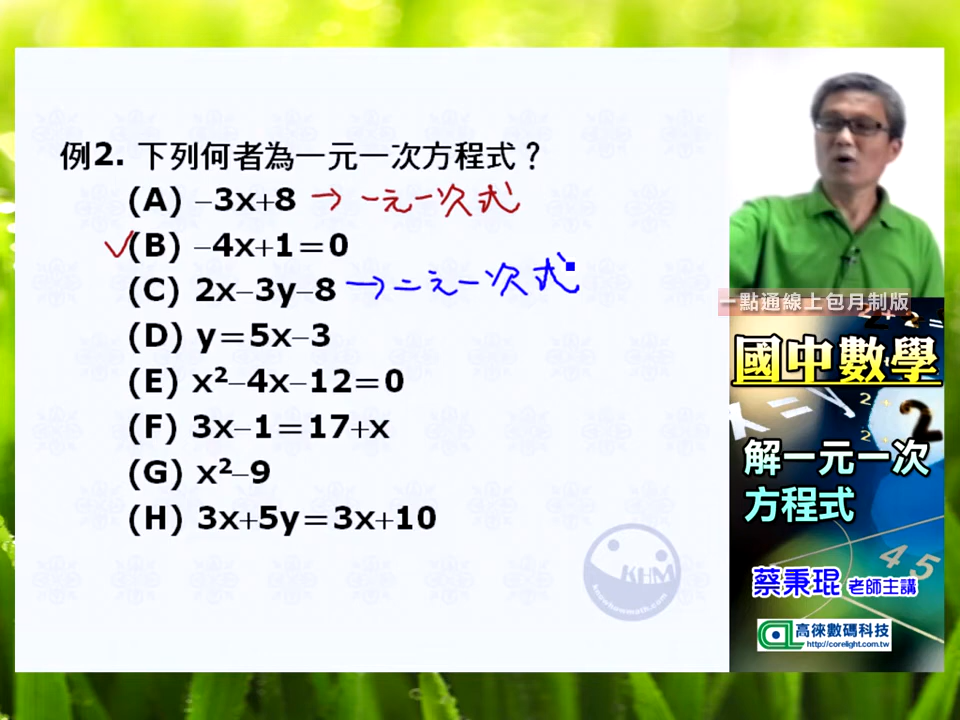 例2. 下列何者為一元一次方程式？
(A) −3x+8 → 一元一次式
✓(B) −4x+1=0
(C) 2x−3y−8 → 二元一次式
(D) y=5x−3
(E) x²−4x−12=0
(F) 3x−1=17+x
(G) x²−9
(H) 3x+5y=3x+10
KHM
knowhowmath.com
一點通線上包月制版
國中數學
解一元一次
方程式
蔡秉琨 老師主講
高徠數碼科技
http://corelight.com.tw